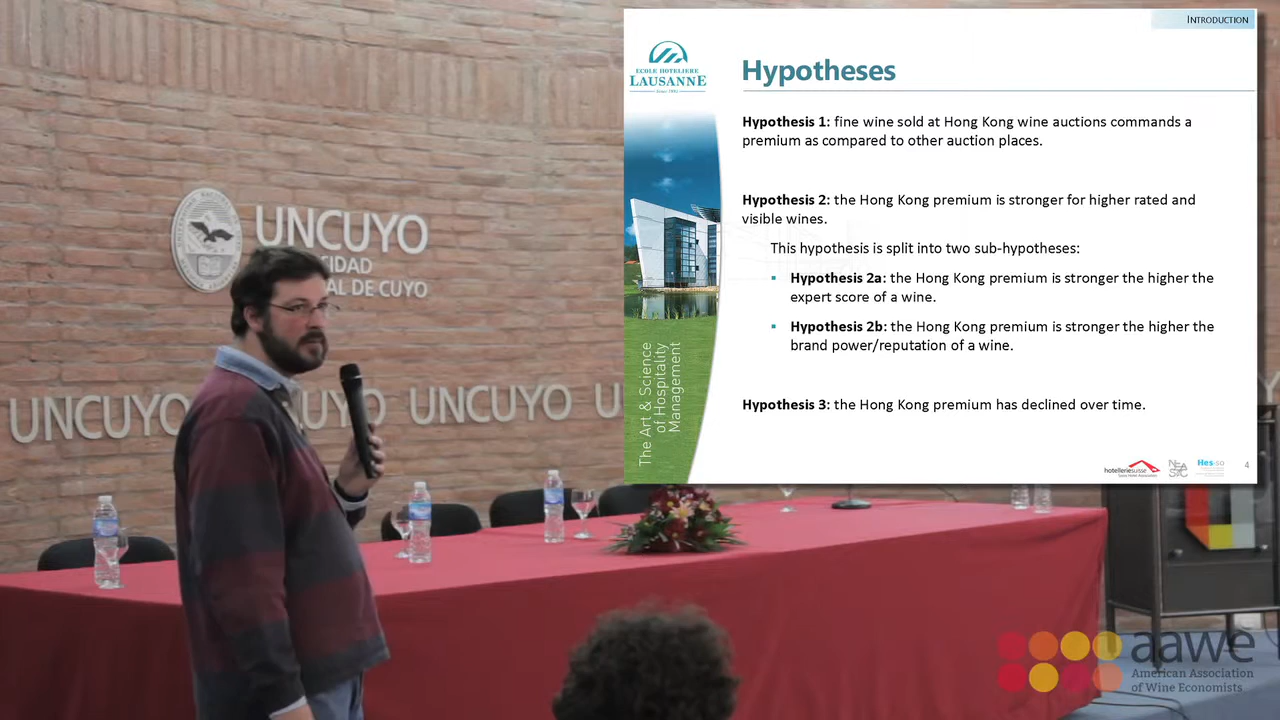 INTRODUCTION
ECOLE HOTELIERE
LAUSANNE
Hypotheses
Hypothesis 1: fine wine sold at Hong Kong wine auctions commands a
premium as compared to other auction places.
Hypothesis 2: the Hong Kong premium is stronger for higher rated and
visible wines.
This hypothesis is split into two sub-hypotheses:
▪ Hypothesis 2a: the Hong Kong premium is stronger the higher the
expert score of a wine.
▪ Hypothesis 2b: the Hong Kong premium is stronger the higher the
brand power/reputation of a wine.
Hypothesis 3: the Hong Kong premium has declined over time.
The Art & Science
of Hospitality
Management
hotelleriesuisse
Hes-so
4
UNCUYO
DE CUYO
UNCUYO
UYO
UNCUYO
U
aawe
American Association
of Wine Economists